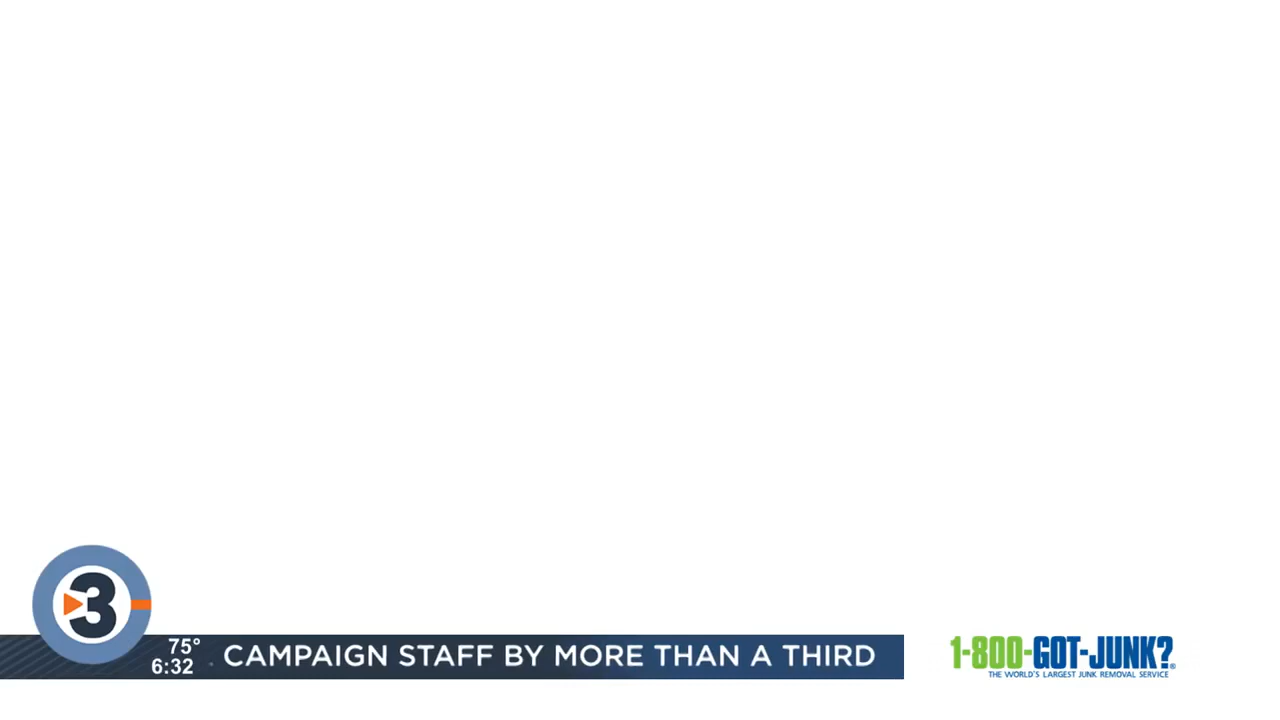 3
75°
6:32
CAMPAIGN STAFF BY MORE THAN A THIRD
1-800-GOT-JUNK?®
THE WORLD'S LARGEST JUNK REMOVAL SERVICE